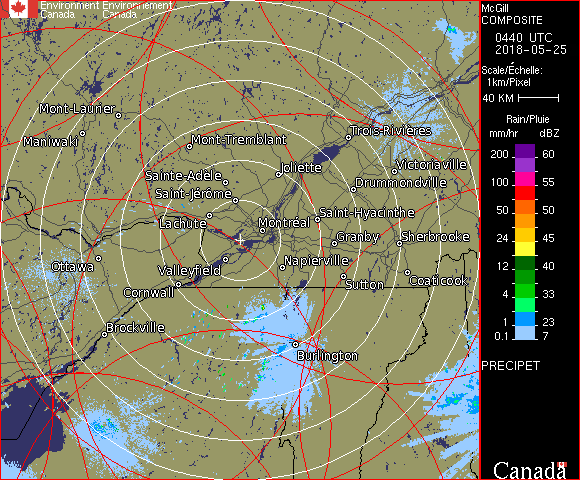 Environment Environnement
Canada Canada
Mont-Laurier
Maniwaki
Mont-Tremblant
Trois-Rivières
Joliette
Victoriaville
Sainte-Adèle
Drummondville
Saint-Jérôme
Saint-Hyacinthe
Lachute
Montréal
Granby
Sherbrooke
Ottawa
Valleyfield
Napierville
Cornwall
Sutton
Coaticook
Brockville
Burlington
McGill
COMPOSITE
0440 UTC
2018-05-25
Scale/Échelle:
1km/Pixel
40 KM
Rain/Pluie
mm/hr dBZ
200 60
100 55
50 50
24 45
12 40
4 33
1 23
0.1 7
PRECIPET
Canada